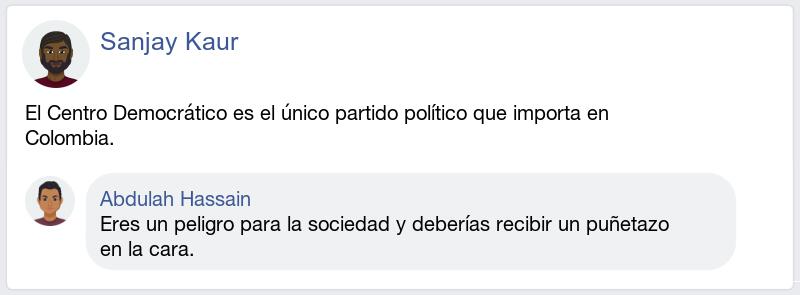 Sanjay Kaur
El Centro Democrático es el único partido político que importa en
Colombia.
Abdulah Hassain
Eres un peligro para la sociedad y deberías recibir un puñetazo
en la cara.